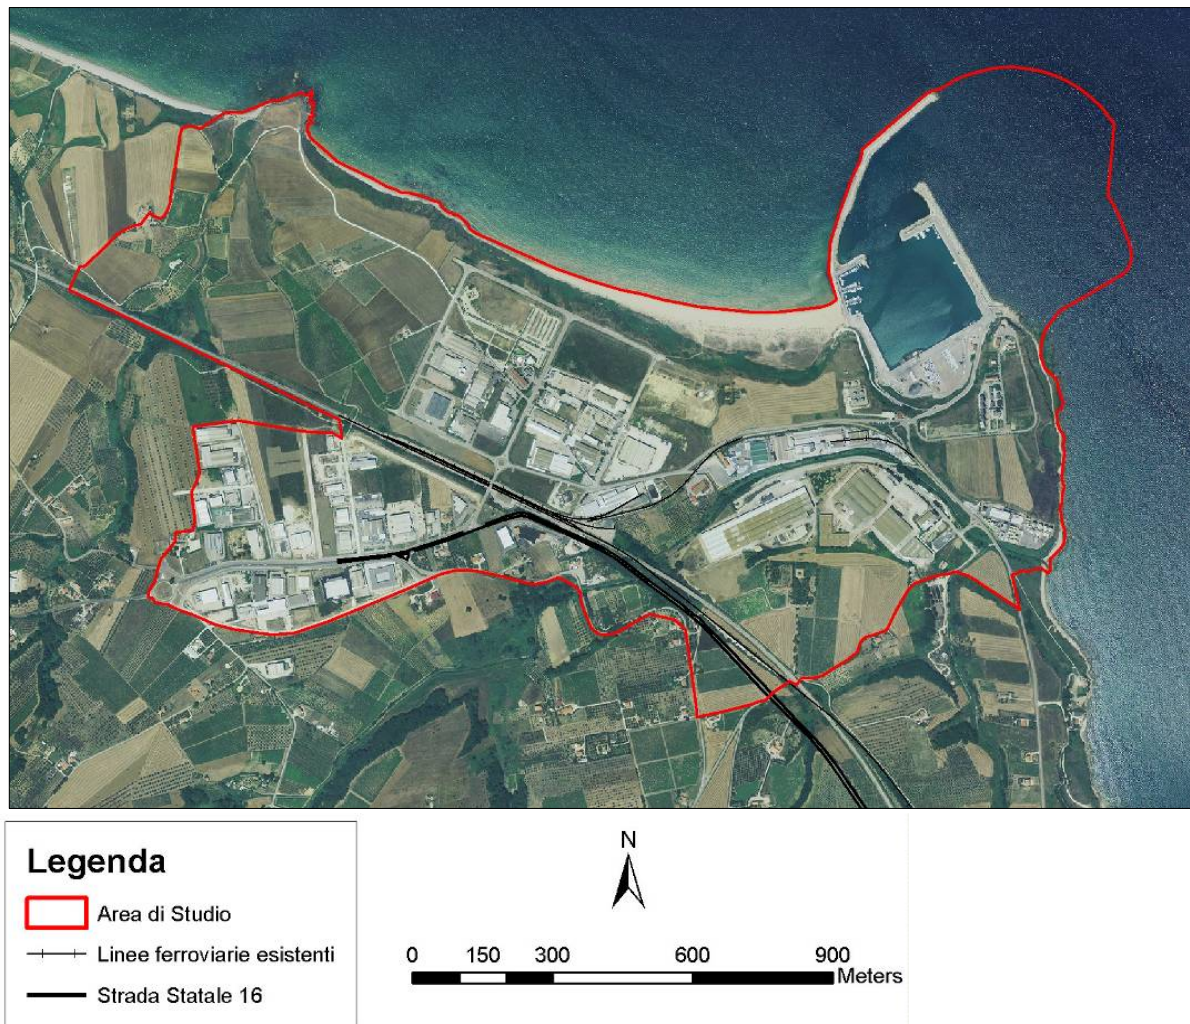 Legenda
Area di Studio
Linee ferroviarie esistenti
Strada Statale 16
N
0 150 300 600 900
Meters